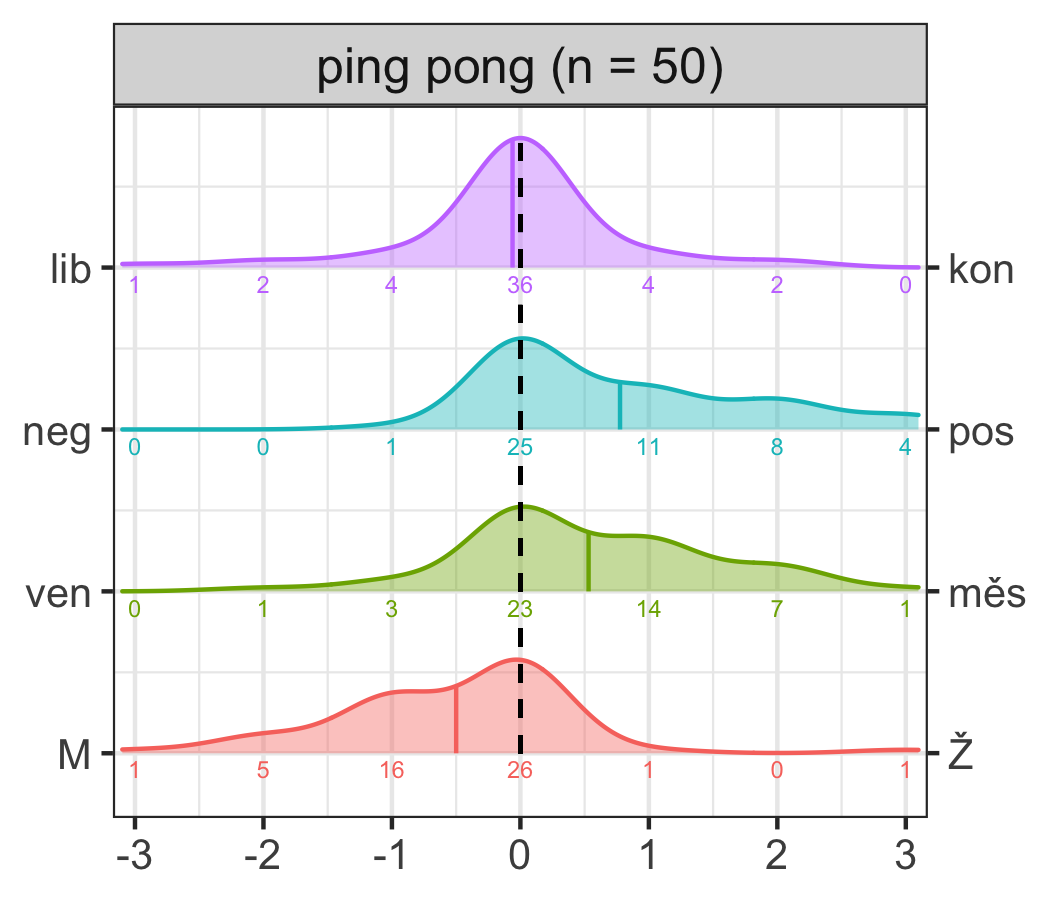 ping pong (n = 50)
lib kon
1 2 4 36 4 2 0
neg pos
0 0 1 25 11 8 4
ven měs
0 1 3 23 14 7 1
M Ž
1 5 16 26 1 0 1
-3 -2 -1 0 1 2 3